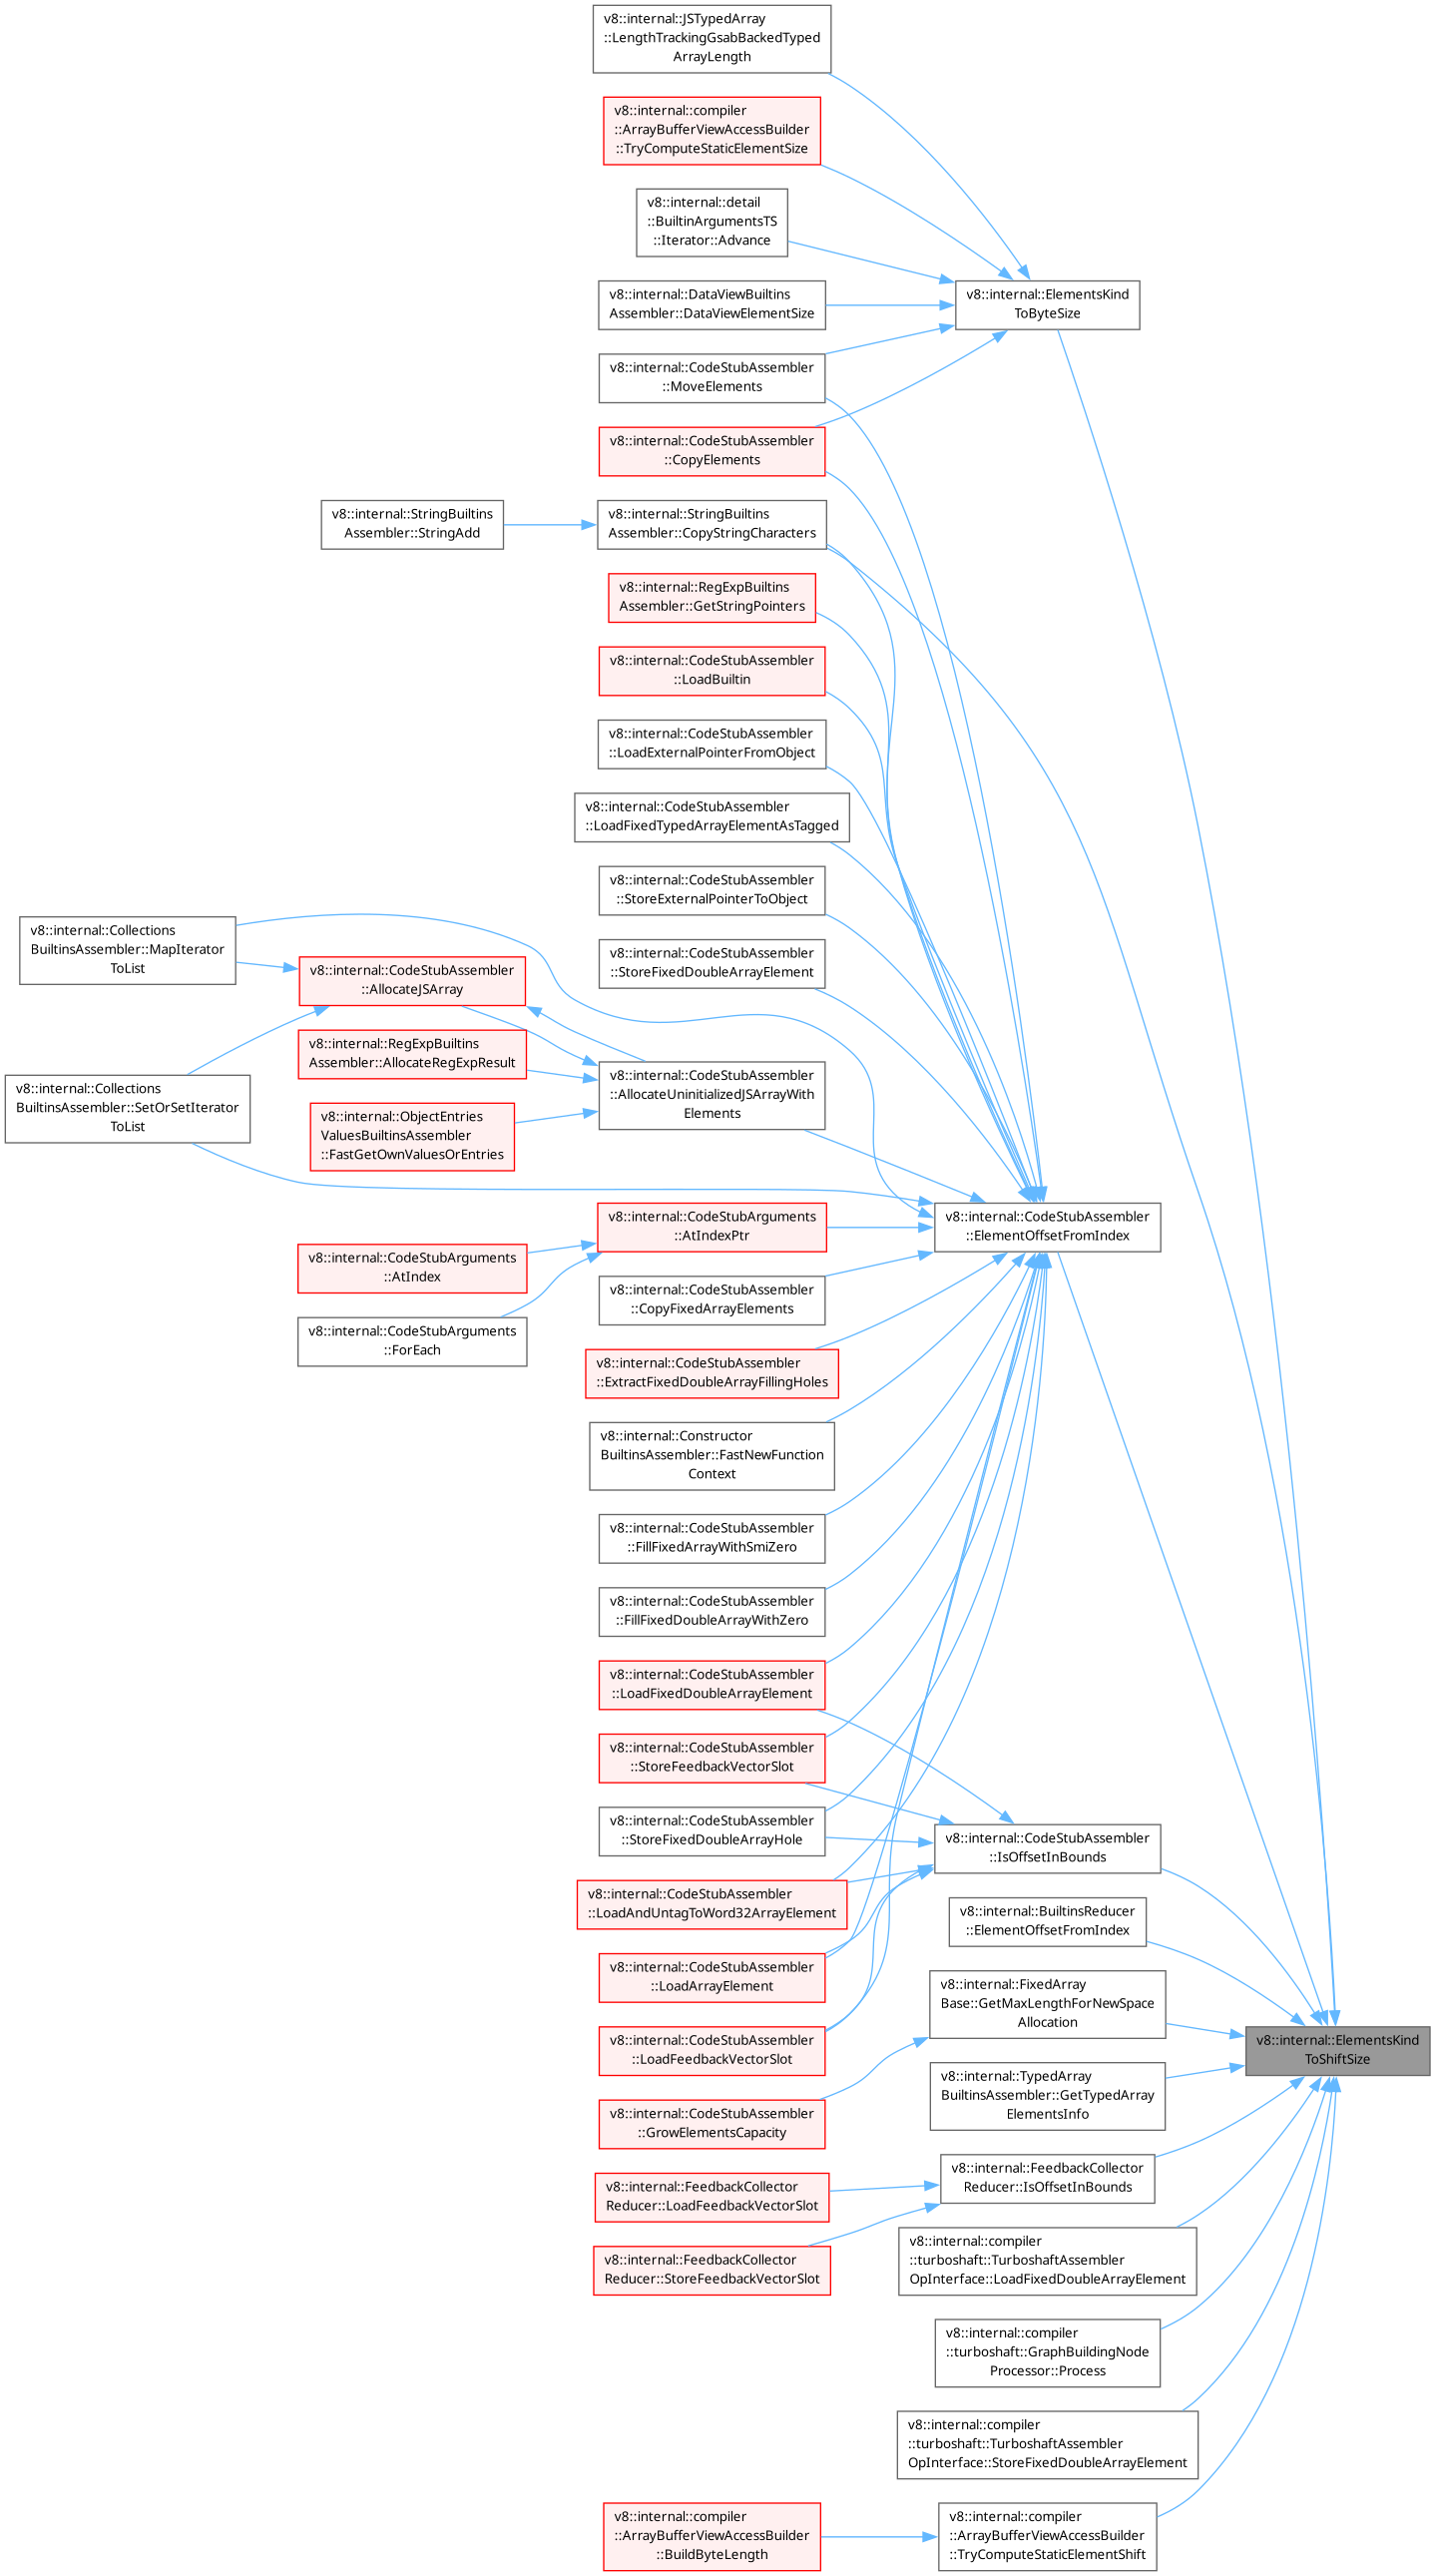 v8::internal::JSTypedArray
::LengthTrackingGsabBackedTyped
ArrayLength
v8::internal::compiler
::ArrayBufferViewAccessBuilder
::TryComputeStaticElementSize
v8::internal::detail
::BuiltinArgumentsTS
::Iterator::Advance
v8::internal::DataViewBuiltins
Assembler::DataViewElementSize
v8::internal::ElementsKind
ToByteSize
v8::internal::CodeStubAssembler
::MoveElements
v8::internal::CodeStubAssembler
::CopyElements
v8::internal::StringBuiltins
Assembler::StringAdd
v8::internal::StringBuiltins
Assembler::CopyStringCharacters
v8::internal::RegExpBuiltins
Assembler::GetStringPointers
v8::internal::CodeStubAssembler
::LoadBuiltin
v8::internal::CodeStubAssembler
::LoadExternalPointerFromObject
v8::internal::CodeStubAssembler
::LoadFixedTypedArrayElementAsTagged
v8::internal::CodeStubAssembler
::StoreExternalPointerToObject
v8::internal::CodeStubAssembler
::StoreFixedDoubleArrayElement
v8::internal::Collections
BuiltinsAssembler::MapIterator
ToList
v8::internal::CodeStubAssembler
::AllocateJSArray
v8::internal::RegExpBuiltins
Assembler::AllocateRegExpResult
v8::internal::CodeStubAssembler
::AllocateUninitializedJSArrayWith
Elements
v8::internal::Collections
BuiltinsAssembler::SetOrSetIterator
ToList
v8::internal::ObjectEntries
ValuesBuiltinsAssembler
::FastGetOwnValuesOrEntries
v8::internal::CodeStubArguments
::AtIndexPtr
v8::internal::CodeStubAssembler
::ElementOffsetFromIndex
v8::internal::CodeStubArguments
::AtIndex
v8::internal::CodeStubAssembler
::CopyFixedArrayElements
v8::internal::CodeStubArguments
::ForEach
v8::internal::CodeStubAssembler
::ExtractFixedDoubleArrayFillingHoles
v8::internal::Constructor
BuiltinsAssembler::FastNewFunction
Context
v8::internal::CodeStubAssembler
::FillFixedArrayWithSmiZero
v8::internal::CodeStubAssembler
::FillFixedDoubleArrayWithZero
v8::internal::CodeStubAssembler
::LoadFixedDoubleArrayElement
v8::internal::CodeStubAssembler
::StoreFeedbackVectorSlot
v8::internal::CodeStubAssembler
::StoreFixedDoubleArrayHole
v8::internal::CodeStubAssembler
::IsOffsetInBounds
v8::internal::CodeStubAssembler
::LoadAndUntagToWord32ArrayElement
v8::internal::BuiltinsReducer
::ElementOffsetFromIndex
v8::internal::CodeStubAssembler
::LoadArrayElement
v8::internal::FixedArray
Base::GetMaxLengthForNewSpace
Allocation
v8::internal::CodeStubAssembler
::LoadFeedbackVectorSlot
v8::internal::ElementsKind
ToShiftSize
v8::internal::TypedArray
BuiltinsAssembler::GetTypedArray
ElementsInfo
v8::internal::CodeStubAssembler
::GrowElementsCapacity
v8::internal::FeedbackCollector
Reducer::IsOffsetInBounds
v8::internal::FeedbackCollector
Reducer::LoadFeedbackVectorSlot
v8::internal::FeedbackCollector
Reducer::StoreFeedbackVectorSlot
v8::internal::compiler
::turboshaft::TurboshaftAssembler
OpInterface::LoadFixedDoubleArrayElement
v8::internal::compiler
::turboshaft::GraphBuildingNode
Processor::Process
v8::internal::compiler
::turboshaft::TurboshaftAssembler
OpInterface::StoreFixedDoubleArrayElement
v8::internal::compiler
::ArrayBufferViewAccessBuilder
::BuildByteLength
v8::internal::compiler
::ArrayBufferViewAccessBuilder
::TryComputeStaticElementShift